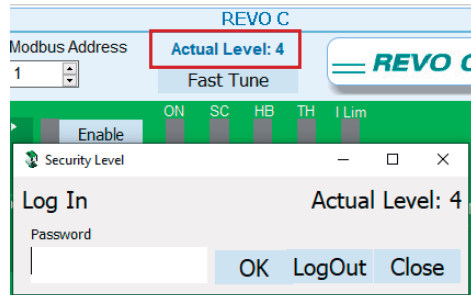 REVO C
Modbus Address
Actual Level: 4
1
Fast Tune
REVO C
ON SC HB TH I Lim
Enable
Security Level
Log In
Actual Level: 4
Password
OK LogOut Close